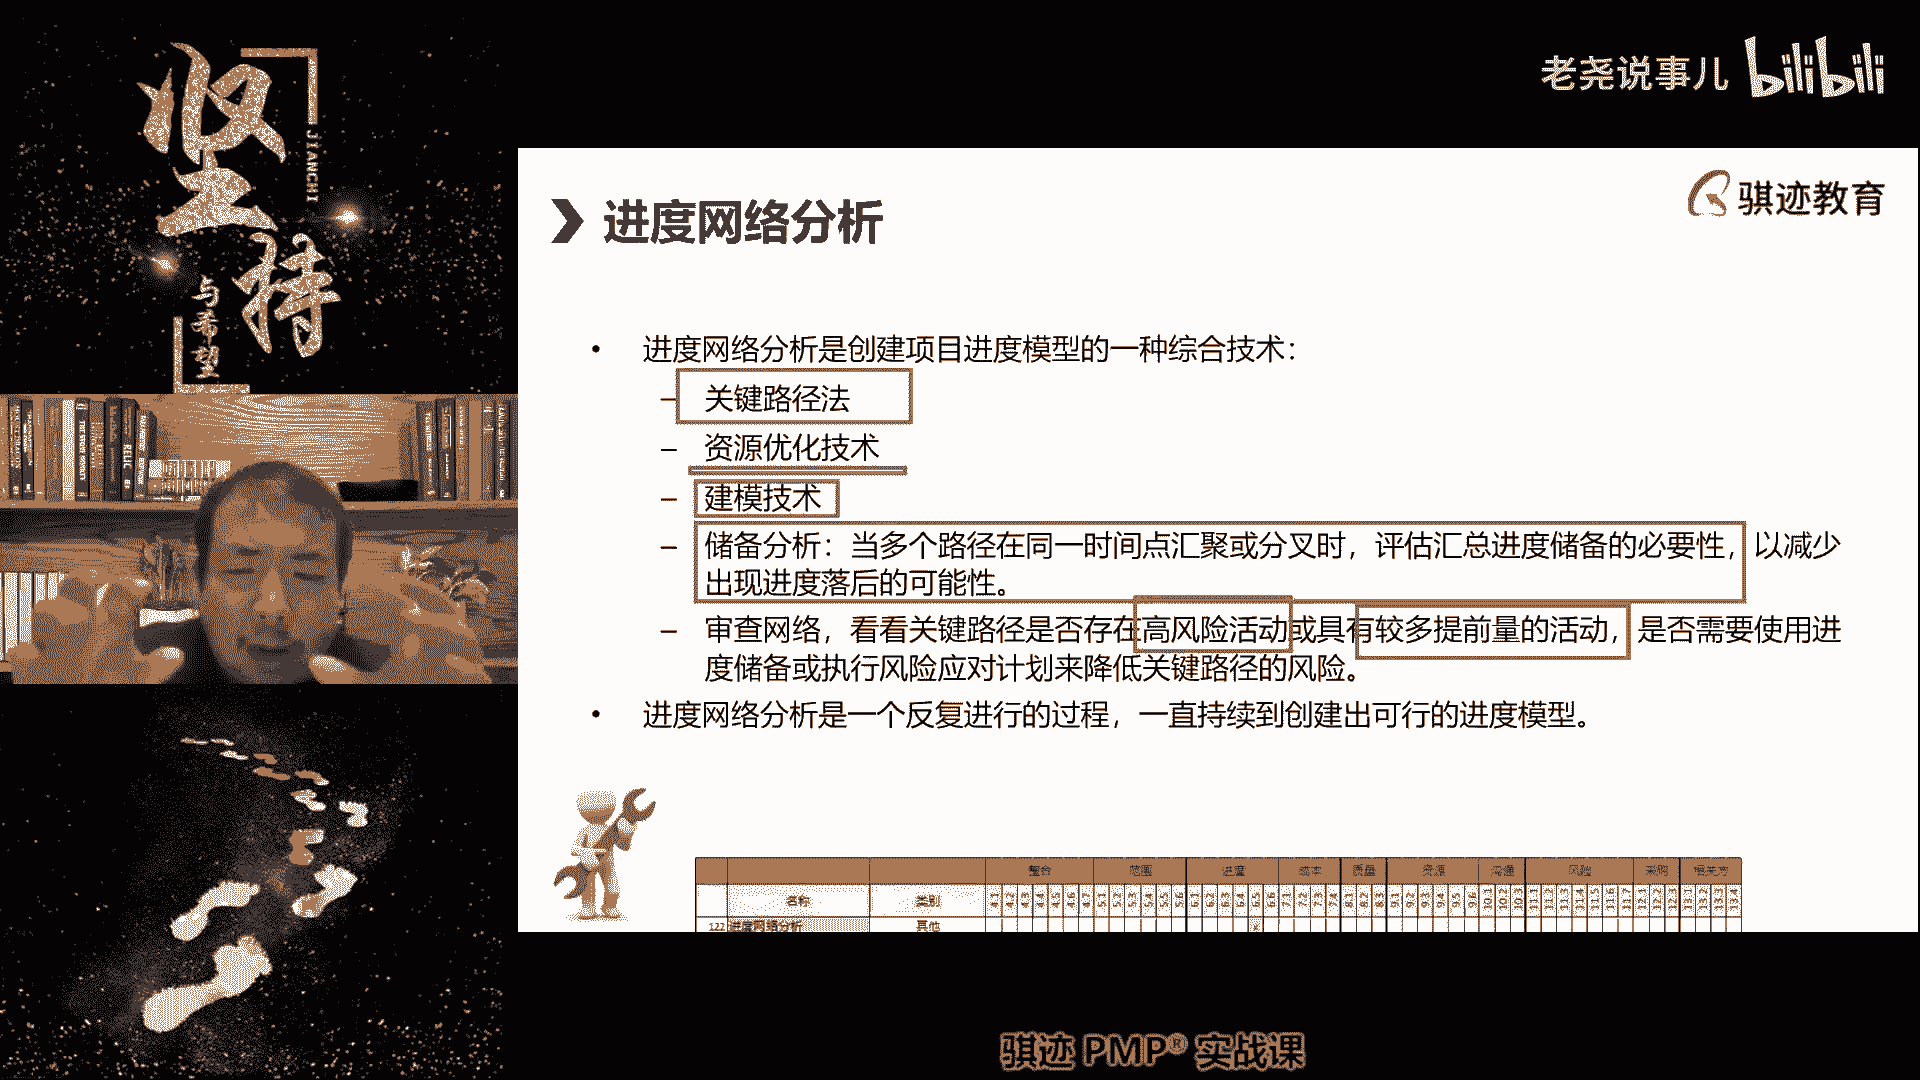 坚持
JIANCHI
与希望
老尧说事儿 bilibili
骐迹教育
进度网络分析
• 进度网络分析是创建项目进度模型的一种综合技术：
– 关键路径法
– 资源优化技术
– 建模技术
– 储备分析：当多个路径在同一时间点汇聚或分叉时，评估汇总进度储备的必要性，以减少
出现进度落后的可能性。
– 审查网络，看看关键路径是否存在高风险活动或具有较多提前量的活动，是否需要使用进
度储备或执行风险应对计划来降低关键路径的风险。
• 进度网络分析是一个反复进行的过程，一直持续到创建出可行的进度模型。
整合 范围 进度 成本 质量 资源 沟通 风险 采购 相关方
名称 类别
122 进度网络分析 其他
骐迹 PMP® 实战课